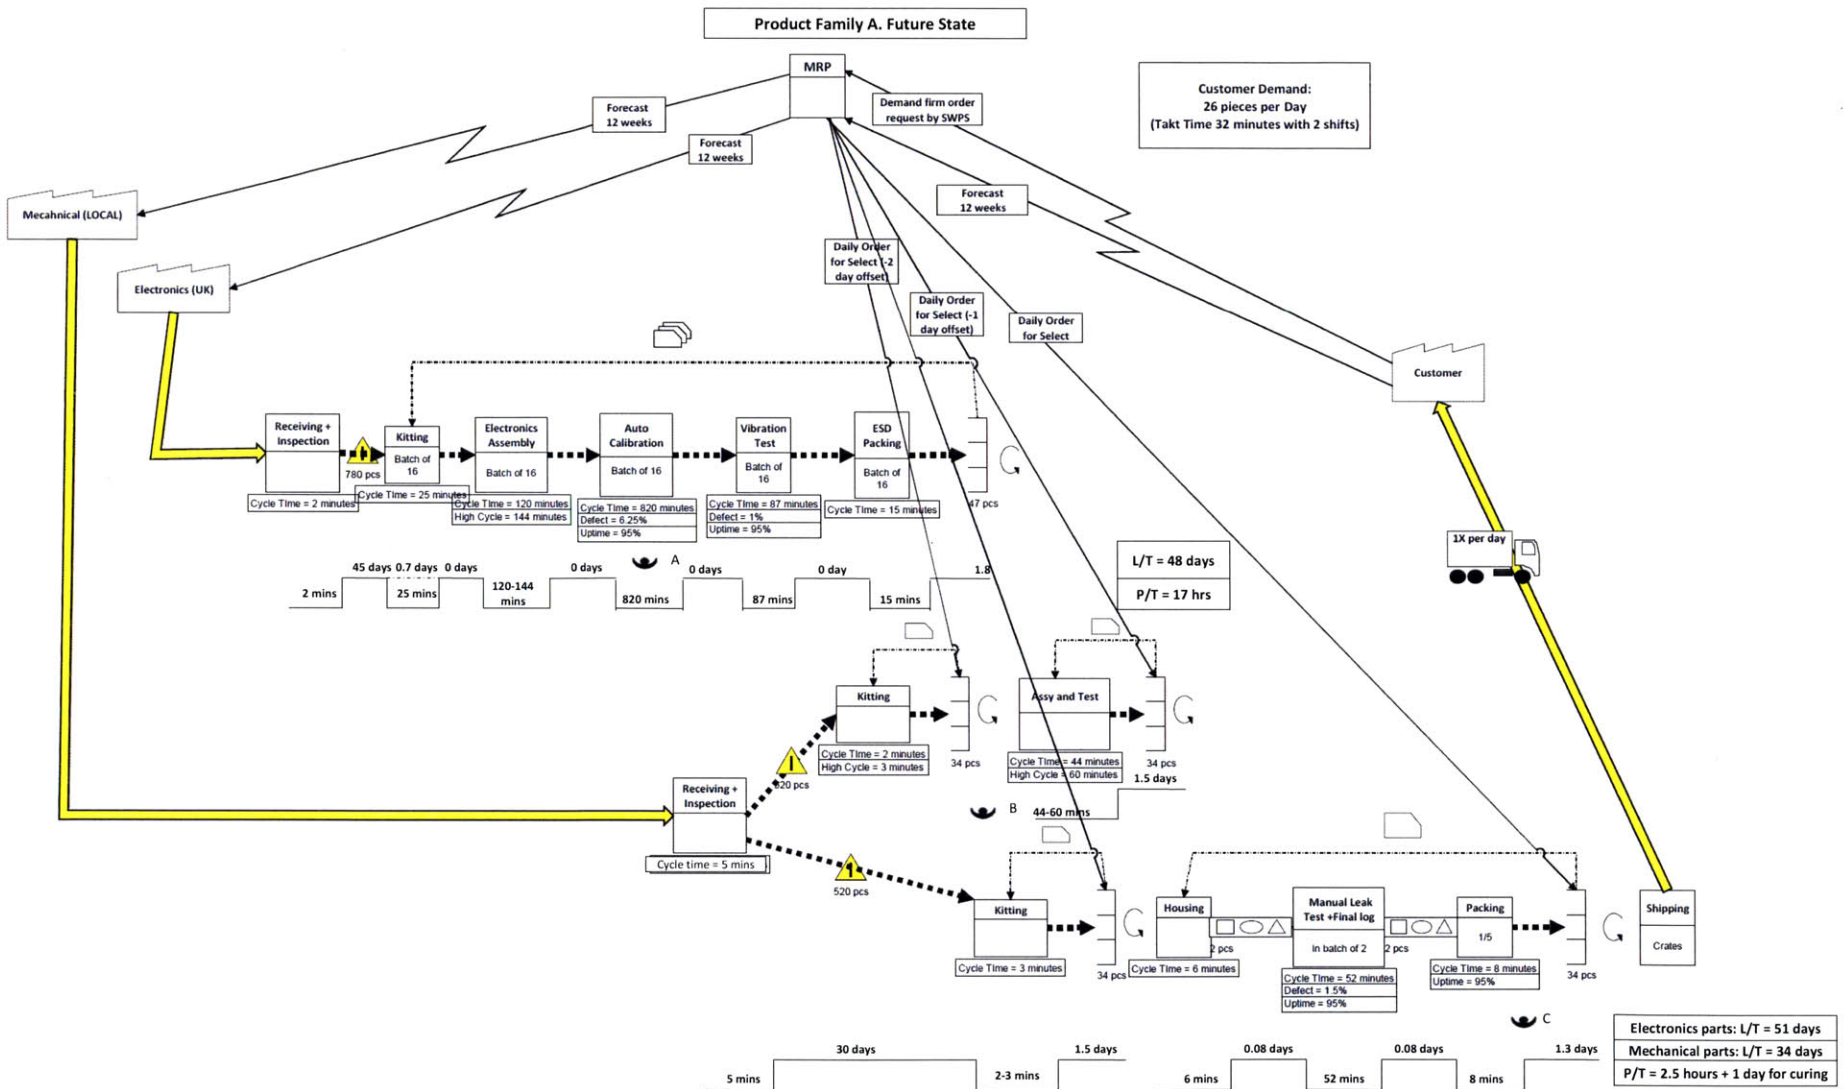 Product Family A. Future State
MRP
Customer Demand:
26 pieces per Day
(Takt Time 32 minutes with 2 shifts)
Forecast
12 weeks
Demand firm order
request by SWPS
Forecast
12 weeks
Forecast
12 weeks
Mecahnical (LOCAL)
Electronics (UK)
Daily Order
for Select (-2
day offset)
Daily Order
for Select (-1
day offset)
Daily Order
for Select
Customer
Receiving +
Inspection
Cycle TIme = 2 minutes
780 pcs
Kitting
Batch of
16
Cycle TIme = 25 minutes
Electronics
Assembly
Batch of 16
Cycle TIme = 120 minutes
High Cycle = 144 minutes
Auto
Calibration
Batch of 16
Cycle TIme = 820 minutes
Defect = 6.25%
Uptime = 95%
Vibration
Test
Batch of
16
Cycle TIme = 87 minutes
Defect = 1%
Uptime = 95%
ESD
Packing
Batch of
16
Cycle TIme = 15 minutes
47 pcs
1X per day
A
2 mins
45 days
0.7 days
25 mins
0 days
120-144
mins
0 days
820 mins
0 days
87 mins
0 day
15 mins
1.8
L/T = 48 days
P/T = 17 hrs
Kitting
Cycle TIme = 2 minutes
High Cycle = 3 minutes
34 pcs
Assy and Test
Cycle TIme = 44 minutes
High Cycle = 60 minutes
34 pcs
1.5 days
B
44-60 mins
Receiving +
Inspection
Cycle time = 5 mins
520 pcs
Kitting
Cycle TIme = 3 minutes
34 pcs
Housing
Cycle TIme = 6 minutes
2 pcs
Manual Leak
Test +Final log
in batch of 2
Cycle TIme = 52 minutes
Defect = 1.5%
Uptime = 95%
2 pcs
Packing
1/5
Cycle TIme = 8 minutes
Uptime = 95%
34 pcs
Shipping
Crates
C
5 mins
30 days
2-3 mins
1.5 days
6 mins
0.08 days
52 mins
0.08 days
8 mins
1.3 days
Electronics parts: L/T = 51 days
Mechanical parts: L/T = 34 days
P/T = 2.5 hours + 1 day for curing